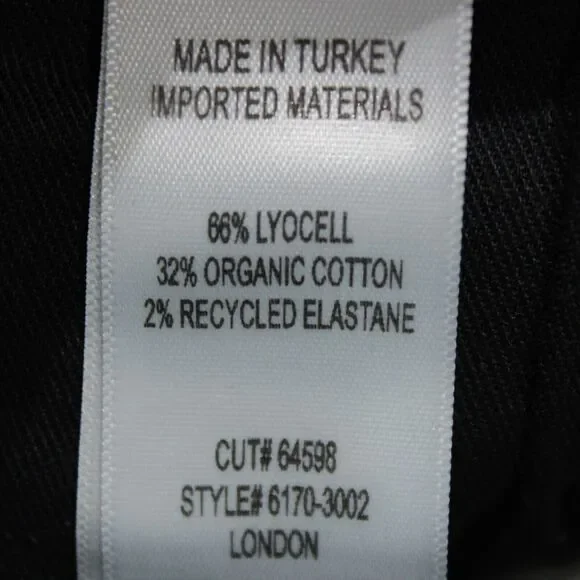 MADE IN TURKEY
IMPORTED MATERIALS
66% LYOCELL
32% ORGANIC COTTON
2% RECYCLED ELASTANE
CUT# 64598
STYLE# 6170-3002
LONDON